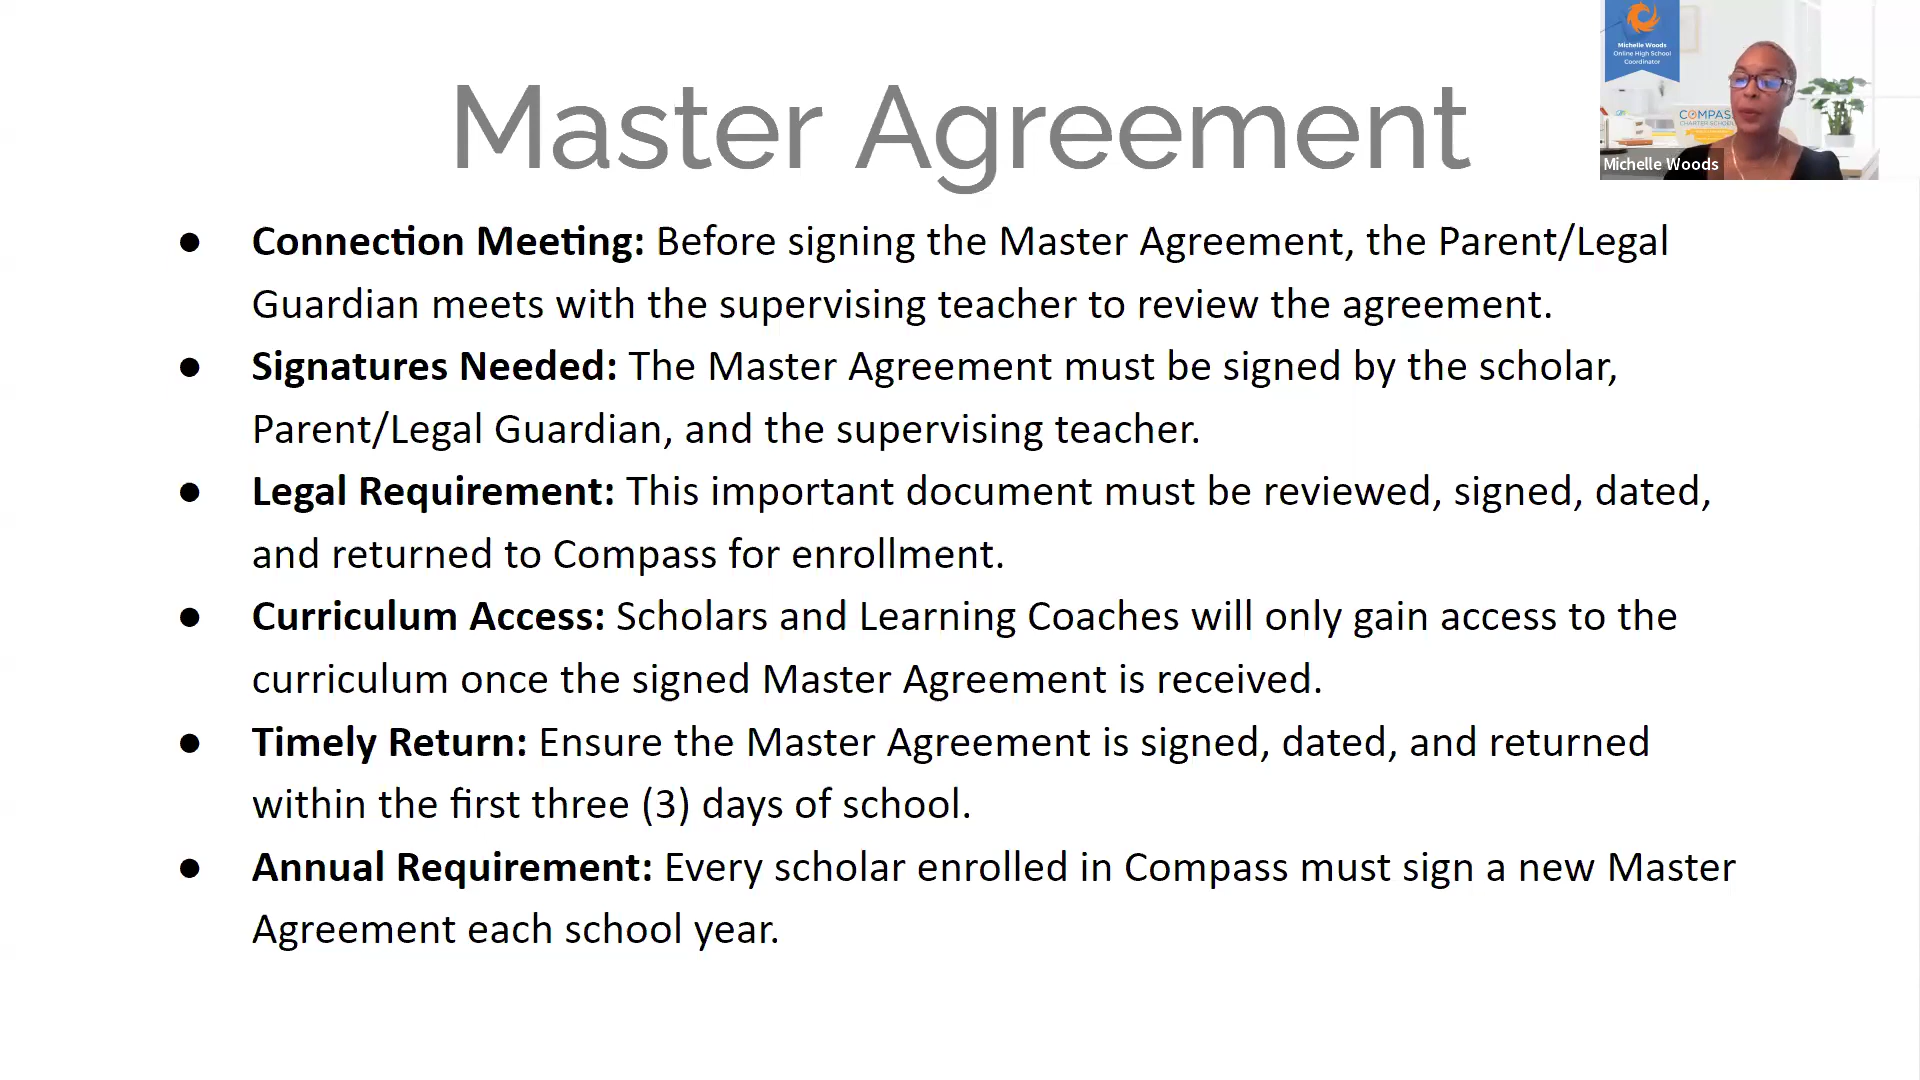 Master Agreement
● Connection Meeting: Before signing the Master Agreement, the Parent/Legal
Guardian meets with the supervising teacher to review the agreement.
● Signatures Needed: The Master Agreement must be signed by the scholar,
Parent/Legal Guardian, and the supervising teacher.
● Legal Requirement: This important document must be reviewed, signed, dated,
and returned to Compass for enrollment.
● Curriculum Access: Scholars and Learning Coaches will only gain access to the
curriculum once the signed Master Agreement is received.
● Timely Return: Ensure the Master Agreement is signed, dated, and returned
within the first three (3) days of school.
● Annual Requirement: Every scholar enrolled in Compass must sign a new Master
Agreement each school year.
Michelle Woods
Online High School
Coordinator
COMPAS
CHARTER SCHOOL
Michelle Woods